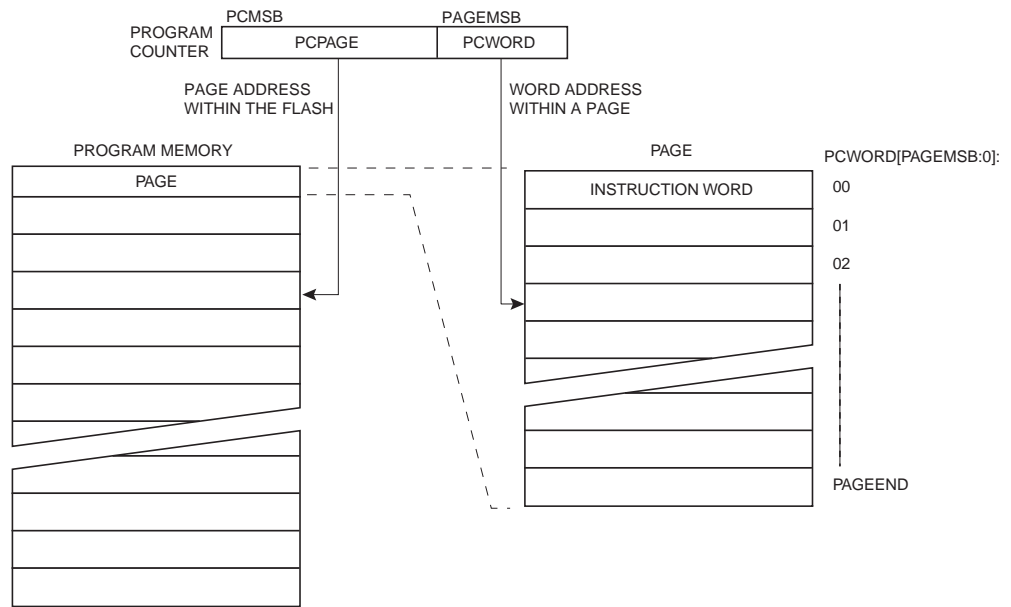 PCMSB
PAGEMSB
PROGRAM
COUNTER
PCPAGE
PCWORD
PAGE ADDRESS
WITHIN THE FLASH
WORD ADDRESS
WITHIN A PAGE
PROGRAM MEMORY
PAGE
PAGE
PCWORD[PAGEMSB:0]:
INSTRUCTION WORD
00
01
02
PAGEEND